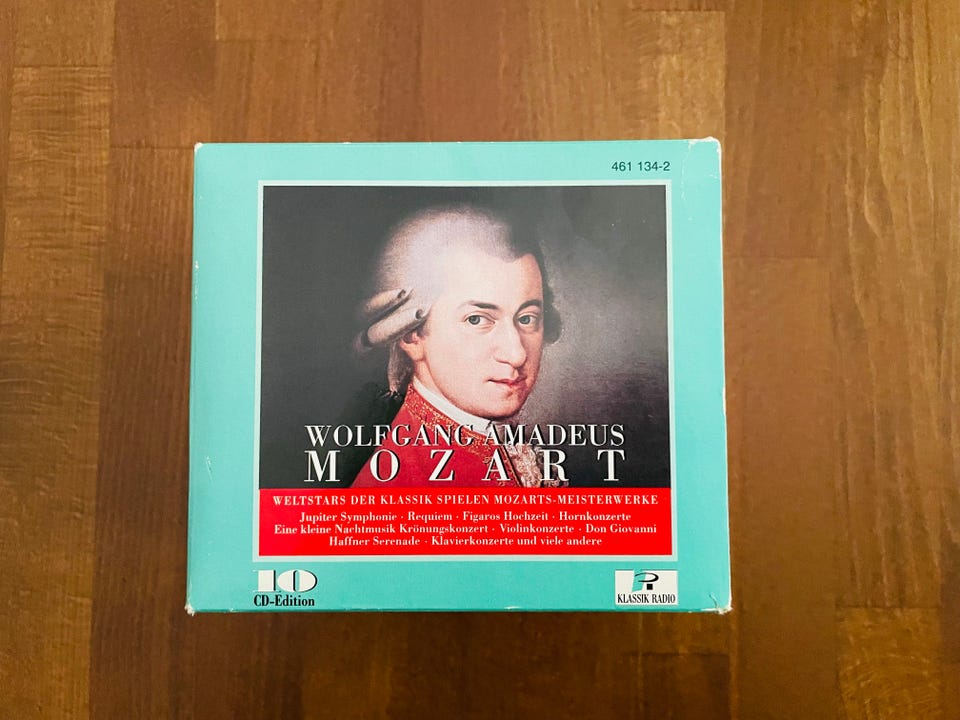 461 134-2
WOLFGANG AMADEUS
MOZART
WELTSTARS DER KLASSIK SPIELEN MOZARTS-MEISTERWERKE
Jupiter Symphonie · Requiem · Figaros Hochzeit · Hornkonzerte
Eine kleine Nachtmusik Krönungskonzert · Violinkonzerte · Don Giovanni
Haffner Serenade · Klavierkonzerte und viele andere
10
CD-Edition
KLASSIK RADIO